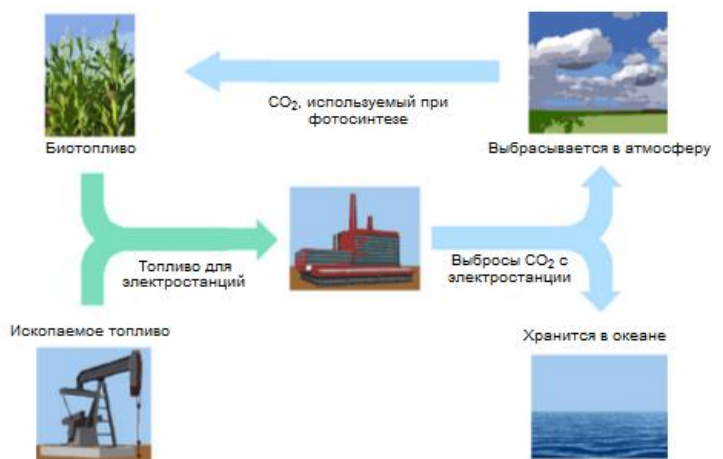 CO₂, используемый при
фотосинтезе
Биотопливо
Выбрасывается в атмосферу
Топливо для
электростанций
Выбросы CO₂ с
электростанции
Ископаемое топливо
Хранится в океане